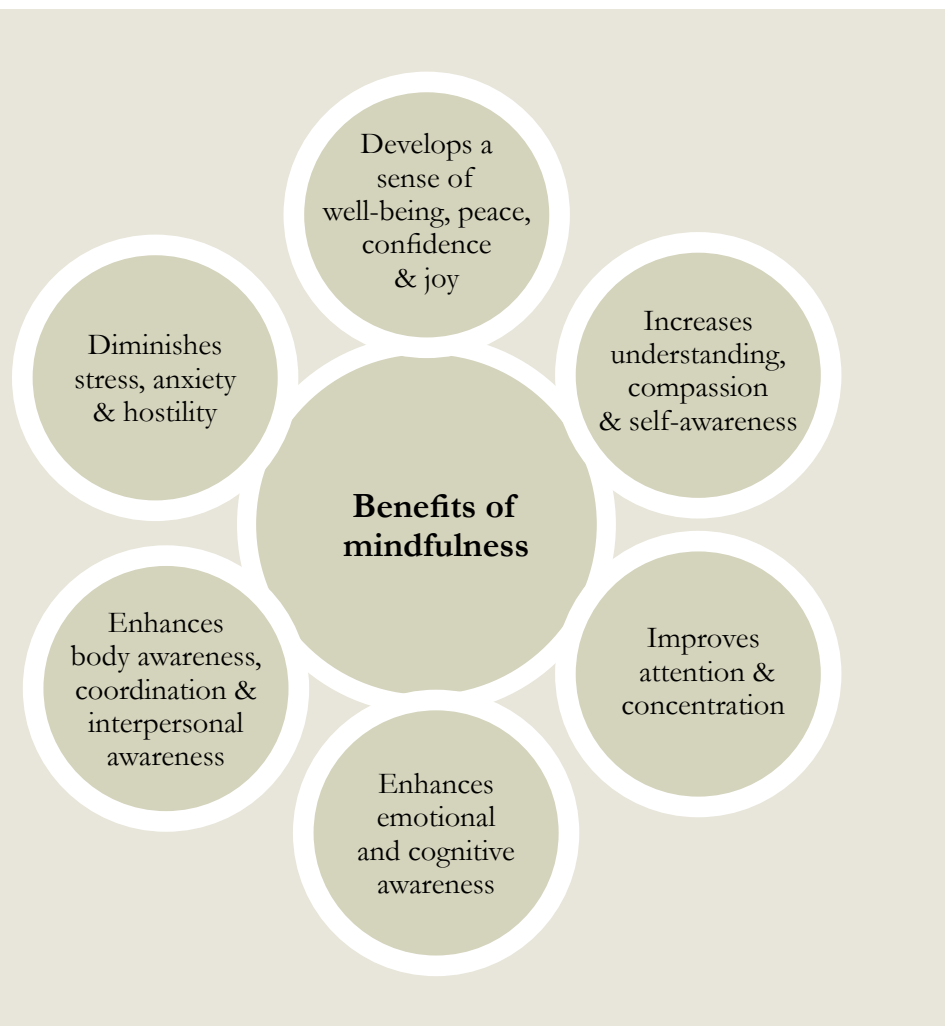 Develops a
sense of
well-being, peace,
confidence
& joy
Increases
understanding,
compassion
& self-awareness
Improves
attention &
concentration
Enhances
emotional
and cognitive
awareness
Enhances
body awareness,
coordination &
interpersonal
awareness
Diminishes
stress, anxiety
& hostility
Benefits of
mindfulness